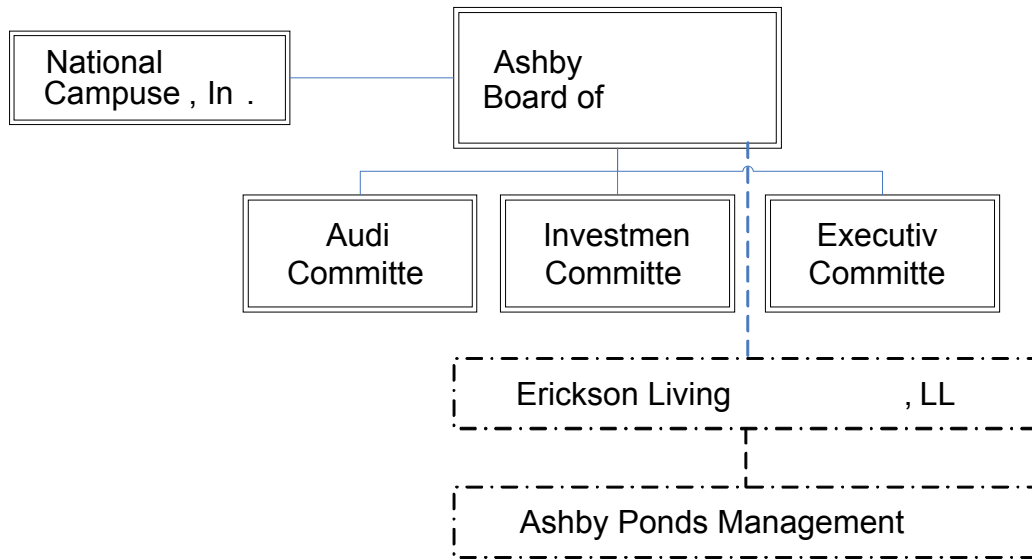 National
Campuse , In .
Ashby
Board of
Audi
Committe
Investmen
Committe
Executiv
Committe
Erickson Living , LL
Ashby Ponds Management